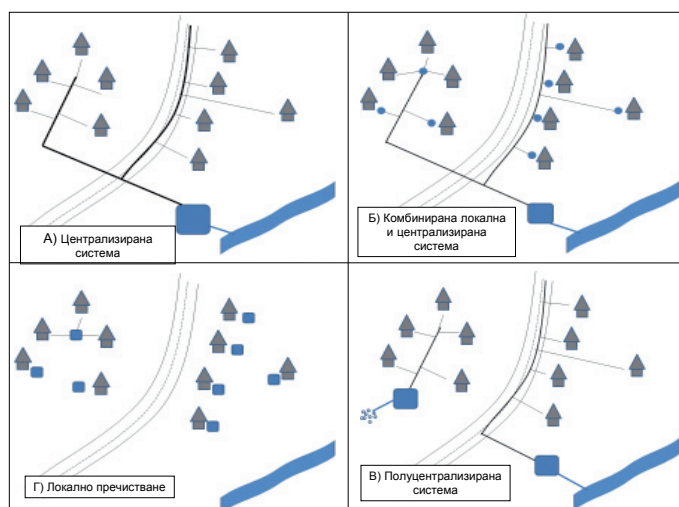 А) Централизирана
система
Б) Комбинирана локална
и централизирана
система
Г) Локално пречистване
В) Полуцентрализирана
система